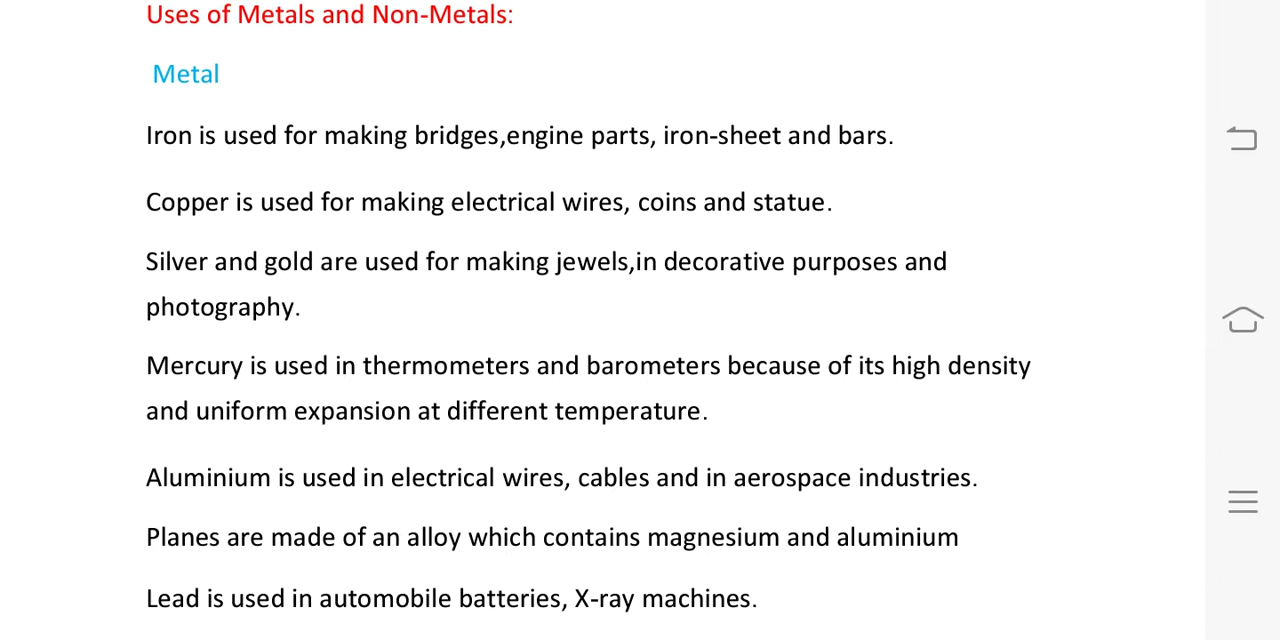 Uses of Metals and Non-Metals:
Metal
Iron is used for making bridges,engine parts, iron-sheet and bars.
Copper is used for making electrical wires, coins and statue.
Silver and gold are used for making jewels,in decorative purposes and
photography.
Mercury is used in thermometers and barometers because of its high density
and uniform expansion at different temperature.
Aluminium is used in electrical wires, cables and in aerospace industries.
Planes are made of an alloy which contains magnesium and aluminium
Lead is used in automobile batteries, X-ray machines.